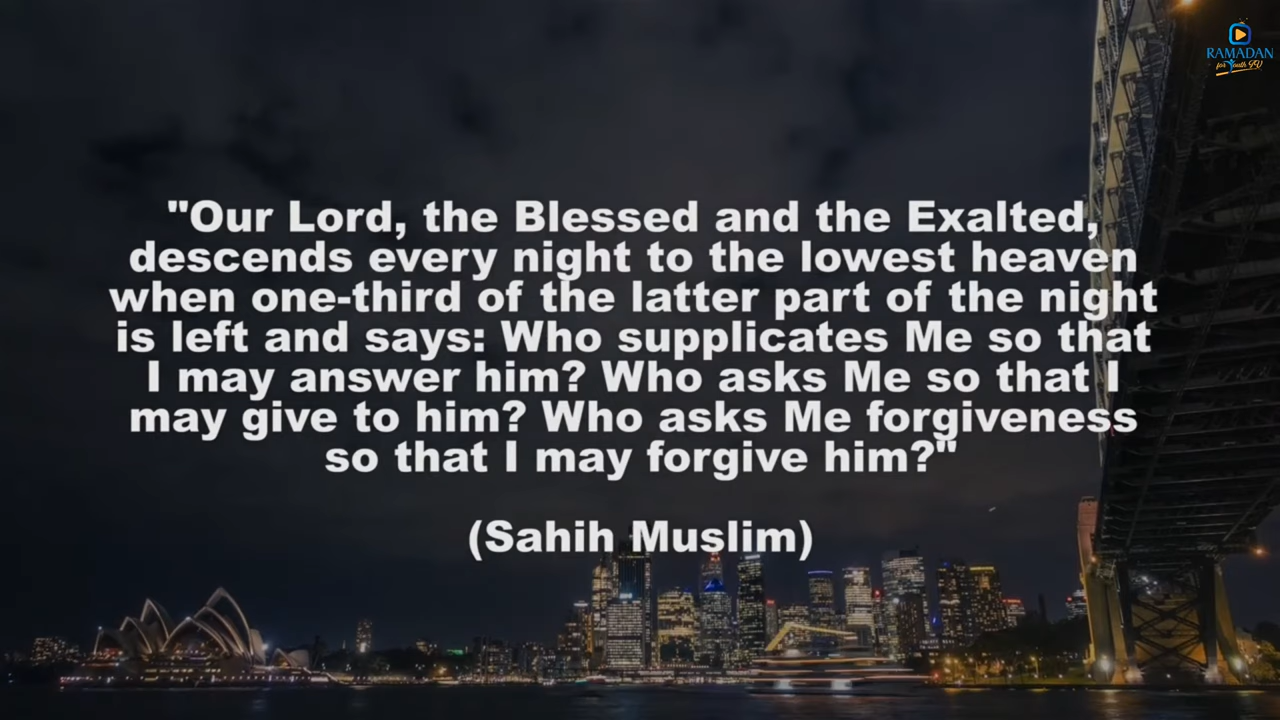 RAMADAN
for Youth TV
"Our Lord, the Blessed and the Exalted,
descends every night to the lowest heaven
when one-third of the latter part of the night
is left and says: Who supplicates Me so that
I may answer him? Who asks Me so that I
may give to him? Who asks Me forgiveness
so that I may forgive him?"
(Sahih Muslim)